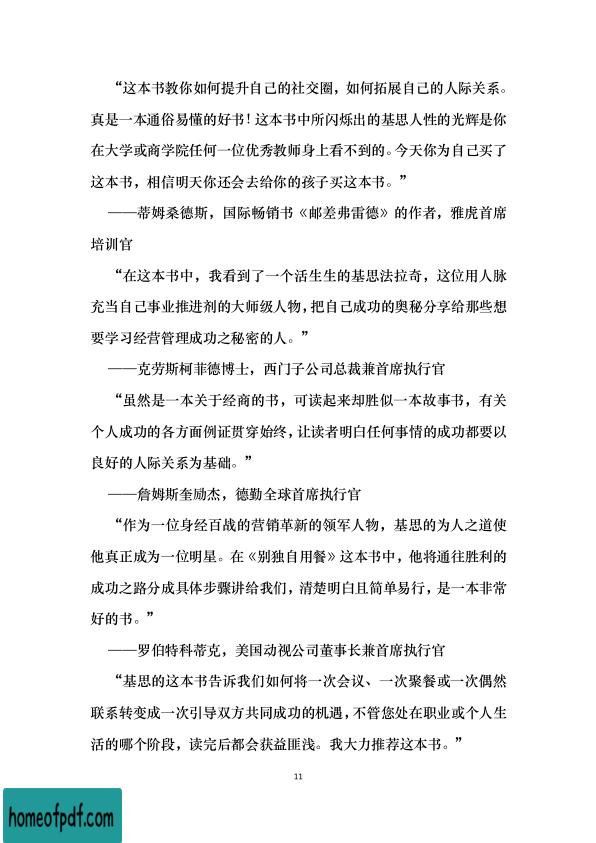 “这本书教你如何提升自己的社交圈，如何拓展自己的人际关系。
真是一本通俗易懂的好书！这本书中所闪烁出的基思人性的光辉是你
在大学或商学院任何一位优秀教师身上看不到的。今天你为自己买了
这本书，相信明天你还会去给你的孩子买这本书。”
——蒂姆桑德斯，国际畅销书《邮差弗雷德》的作者，雅虎首席
培训官
“在这本书中，我看到了一个活生生的基思法拉奇，这位用人脉
充当自己事业推进剂的大师级人物，把自己成功的奥秘分享给那些想
要学习经营管理成功之秘密的人。”
——克劳斯柯菲德博士，西门子公司总裁兼首席执行官
“虽然是一本关于经商的书，可读起来却胜似一本故事书，有关
个人成功的各方面例证贯穿始终，让读者明白任何事情的成功都要以
良好的人际关系为基础。”
——詹姆斯奎励杰，德勤全球首席执行官
“作为一位身经百战的营销革新的领军人物，基思的为人之道使
他真正成为一位明星。在《别独自用餐》这本书中，他将通往胜利的
成功之路分成具体步骤讲给我们，清楚明白且简单易行，是一本非常
好的书。”
——罗伯特科蒂克，美国动视公司董事长兼首席执行官
“基思的这本书告诉我们如何将一次会议、一次聚餐或一次偶然
联系转变成一次引导双方共同成功的机遇，不管您处在职业或个人生
活的哪个阶段，读完后都会获益匪浅。我大力推荐这本书。”
11
homeofpdf.com